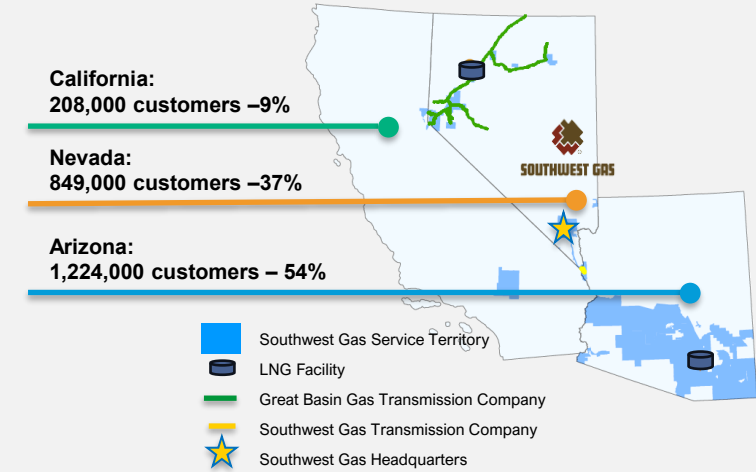 California:
208,000 customers –9%
Nevada:
849,000 customers –37%
SOUTHWEST GAS
Arizona:
1,224,000 customers – 54%
Southwest Gas Service Territory
LNG Facility
Great Basin Gas Transmission Company
Southwest Gas Transmission Company
Southwest Gas Headquarters